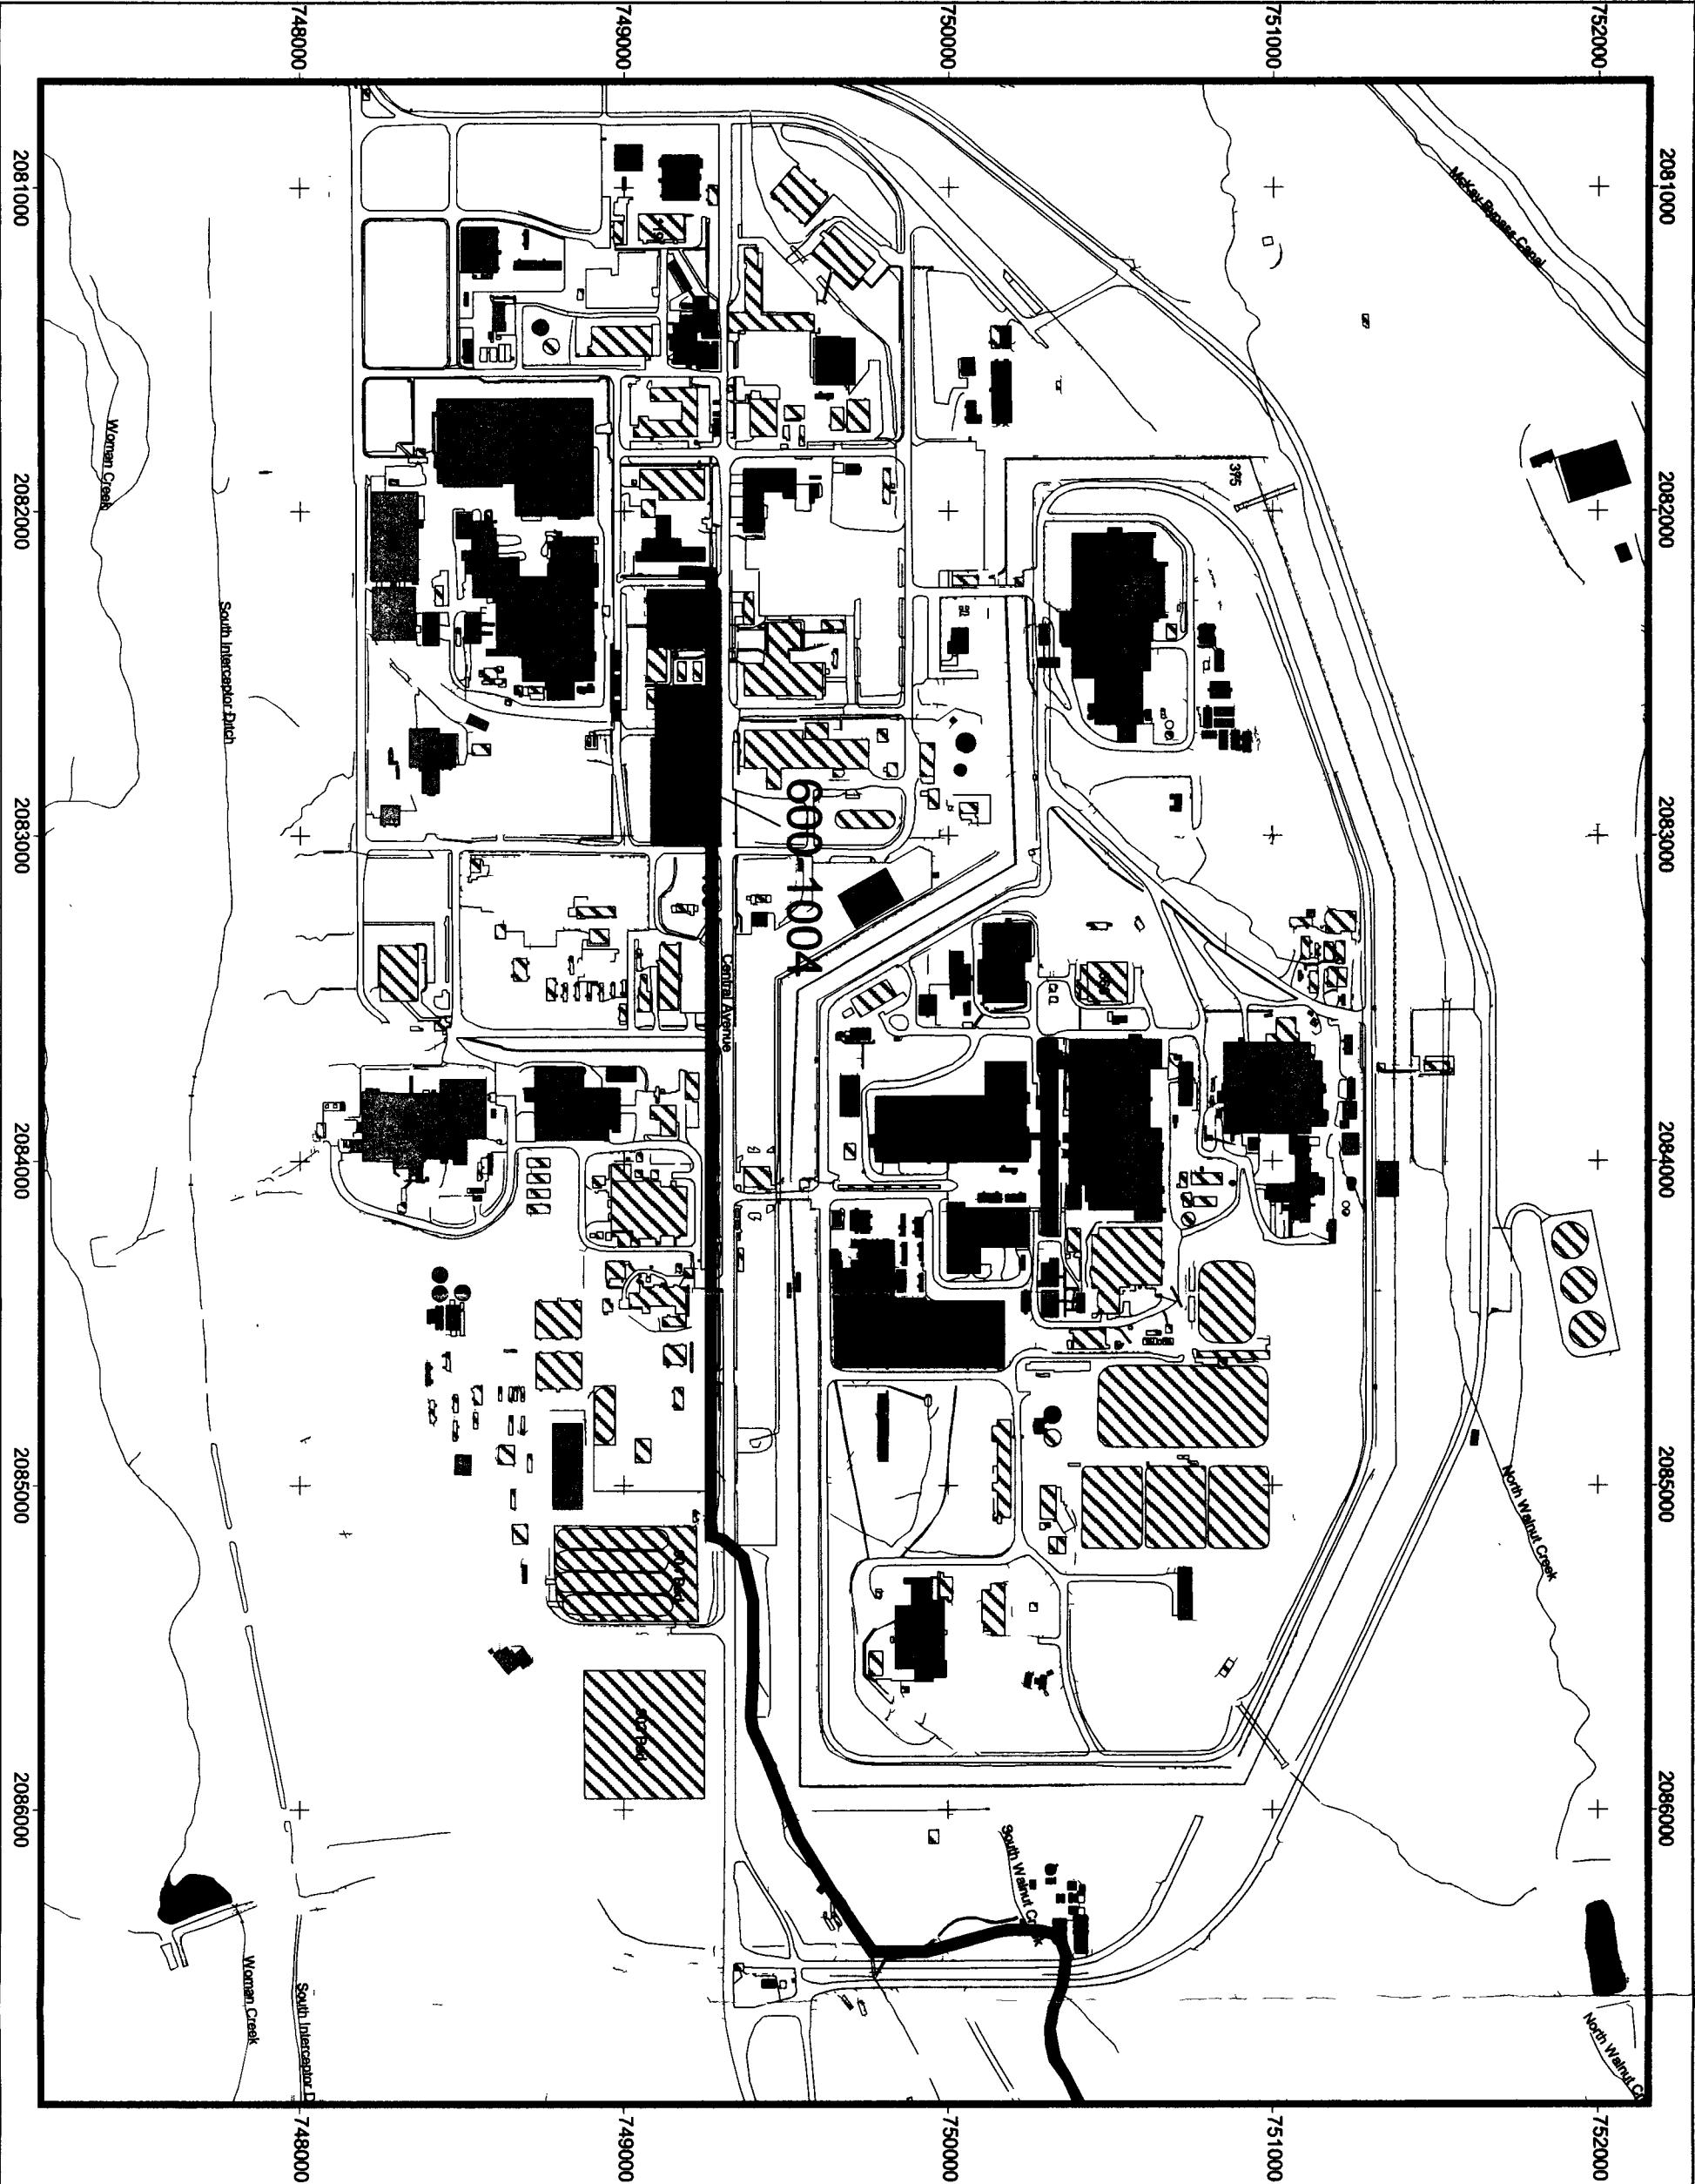 2081000
2082000
2083000
2084000
2085000
2086000
752000
752000
751000
751000
750000
750000
749000
749000
748000
748000
McKay Bypass Canal
North Walnut Creek
North Walnut Cr
395
South Walnut Creek
600-1004
Central Avenue
South Interceptor Ditch
South Interceptor D
Woman Creek
Woman Creek
2081000
2082000
2083000
2084000
2085000
2086000